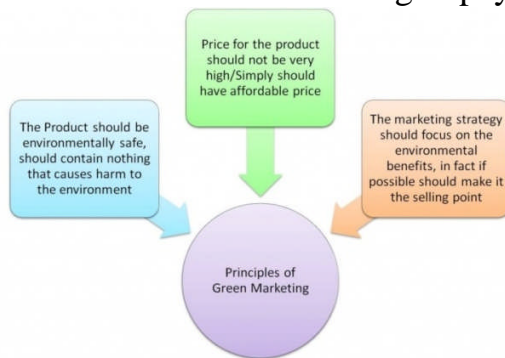 Price for the product
should not be very
high/Simply should
have affordable price
The Product should be
environmentally safe,
should contain nothing
that causes harm to
the environment
The marketing strategy
should focus on the
environmental
benefits, in fact if
possible should make it
the selling point
Principles of
Green Marketing